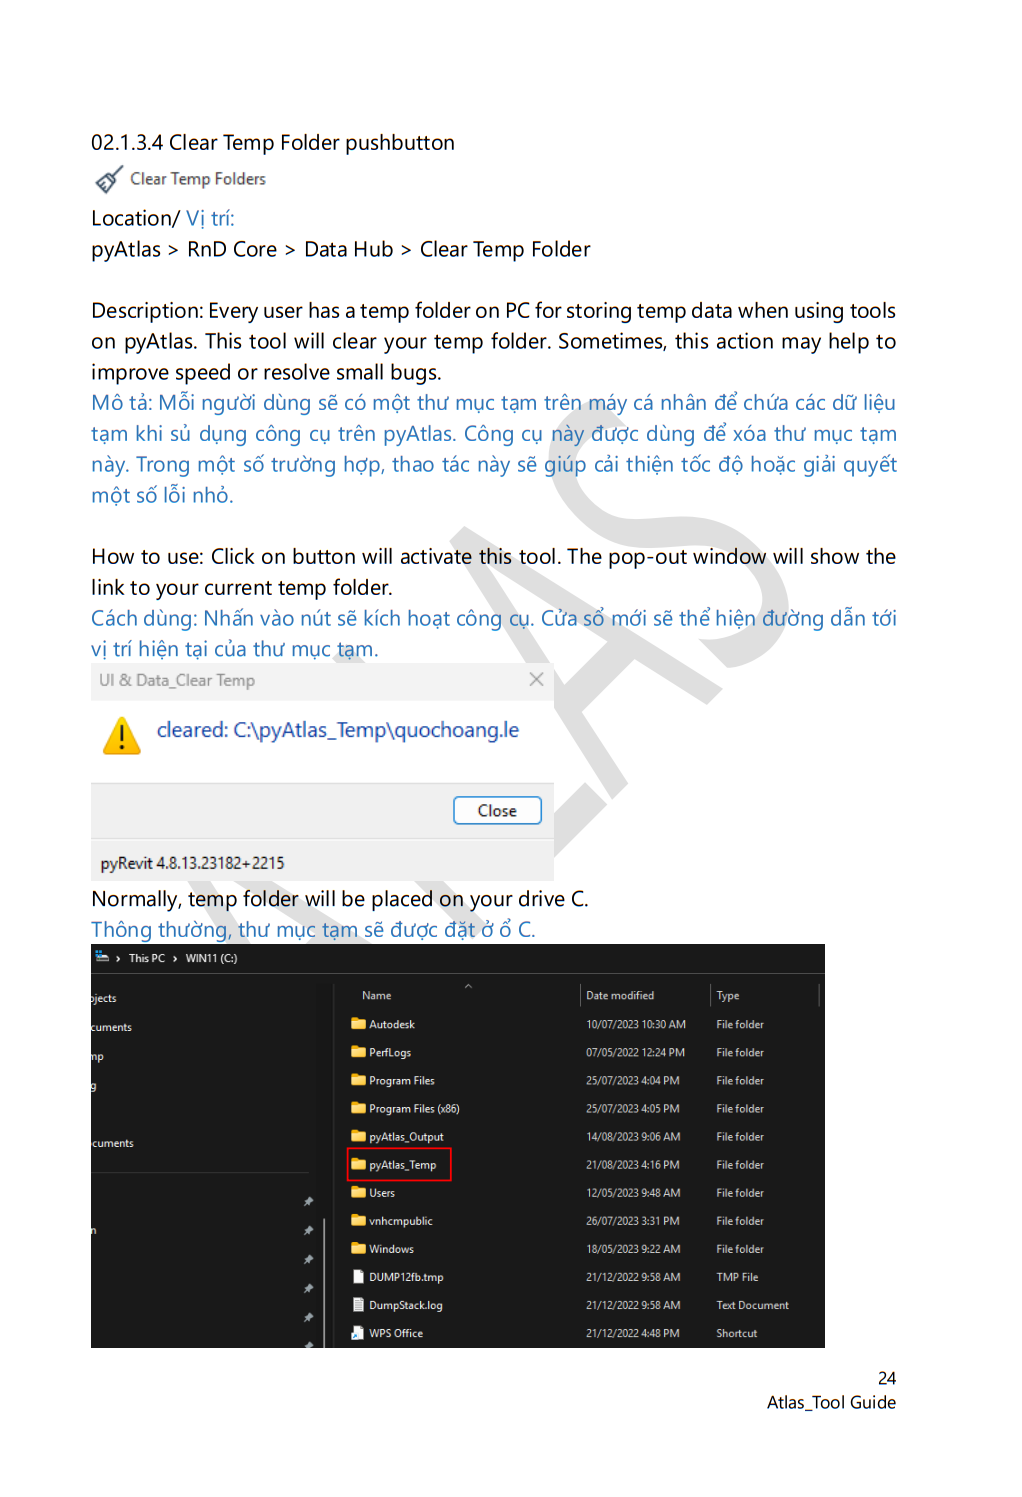 02.1.3.4 Clear Temp Folder pushbutton
Clear Temp Folders
Location/ Vị trí:
pyAtlas > RnD Core > Data Hub > Clear Temp Folder
Description: Every user has a temp folder on PC for storing temp data when using tools
on pyAtlas. This tool will clear your temp folder. Sometimes, this action may help to
improve speed or resolve small bugs.
Mô tả: Mỗi người dùng sẽ có một thư mục tạm trên máy cá nhân để chứa các dữ liệu
tạm khi sủ dụng công cụ trên pyAtlas. Công cụ này được dùng để xóa thư mục tạm
này. Trong một số trường hợp, thao tác này sẽ giúp cải thiện tốc độ hoặc giải quyết
một số lỗi nhỏ.
How to use: Click on button will activate this tool. The pop-out window will show the
link to your current temp folder.
Cách dùng: Nhấn vào nút sẽ kích hoạt công cụ. Cửa sổ mới sẽ thể hiện đường dẫn tới
vị trí hiện tại của thư mục tạm.
UI & Data_Clear Temp
cleared: C:\pyAtlas_Temp\quochoang.le
Close
pyRevit 4.8.13.23182+2215
Normally, temp folder will be placed on your drive C.
Thông thường, thư mục tạm sẽ được đặt ở ổ C.
› This PC › WIN11 (C:)
Name Date modified Type
Autodesk 10/07/2023 10:30 AM File folder
PerfLogs 07/05/2022 12:24 PM File folder
Program Files 25/07/2023 4:04 PM File folder
Program Files (x86) 25/07/2023 4:05 PM File folder
pyAtlas_Output 14/08/2023 9:06 AM File folder
pyAtlas_Temp 21/08/2023 4:16 PM File folder
Users 12/05/2023 9:48 AM File folder
vnhcmpublic 26/07/2023 3:31 PM File folder
Windows 18/05/2023 9:22 AM File folder
DUMP12fb.tmp 21/12/2022 9:58 AM TMP File
DumpStack.log 21/12/2022 9:58 AM Text Document
WPS Office 21/12/2022 4:48 PM Shortcut
ojects
cuments
mp
g
cuments
n
24
Atlas_Tool Guide
ATLAS